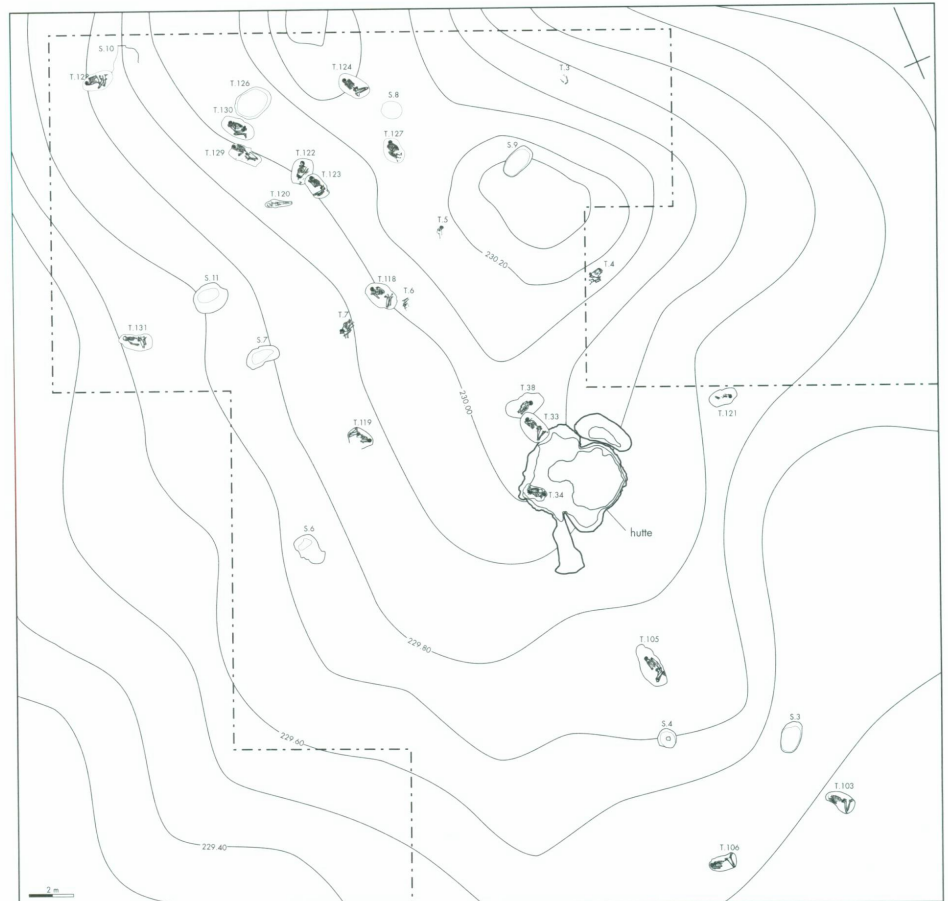 S.10
T.128
T.126
T.124
T.3
S.8
T.130
T.127
T.129
S.9
T.122
T.123
T.120
T.5
230.20
T.4
S.11
T.118
T.6
T.7
T.131
S.7
230.00
T.38
T.121
T.33
T.119
T.34
hutte
S.6
229.80
T.105
S.4
S.3
229.60
T.103
229.40
T.106
2 m